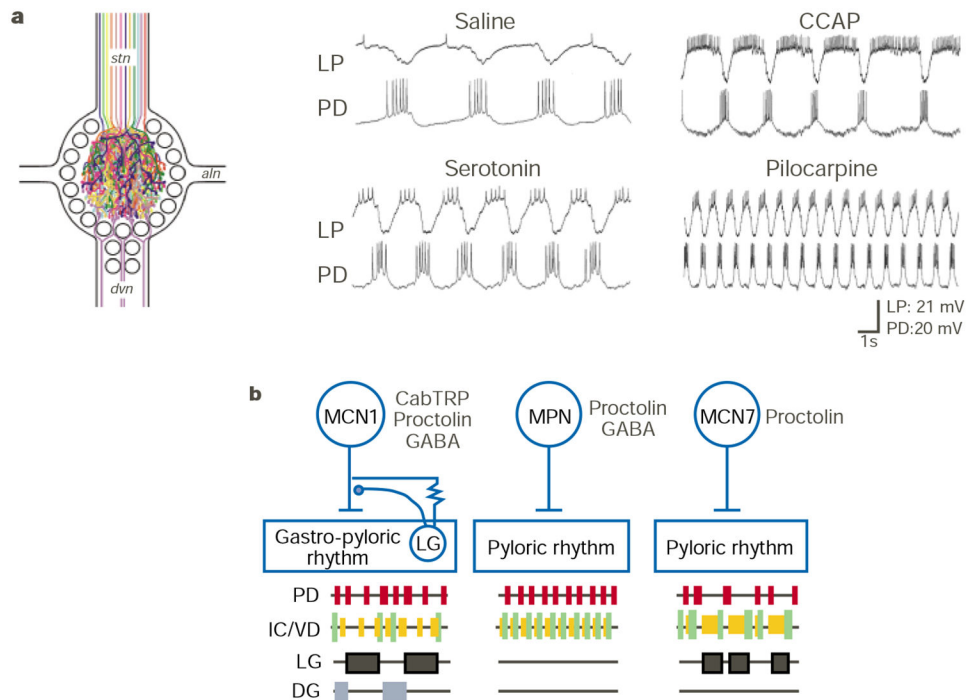 a
stn
aln
dvn
Saline
LP
PD
CCAP
Serotonin
LP
PD
Pilocarpine
LP: 21 mV
PD:20 mV
1s
b
MCN1
CabTRP
Proctolin
GABA
MPN
Proctolin
GABA
MCN7
Proctolin
Gastro-pyloric
rhythm
LG
Pyloric rhythm
Pyloric rhythm
PD
IC/VD
LG
DG